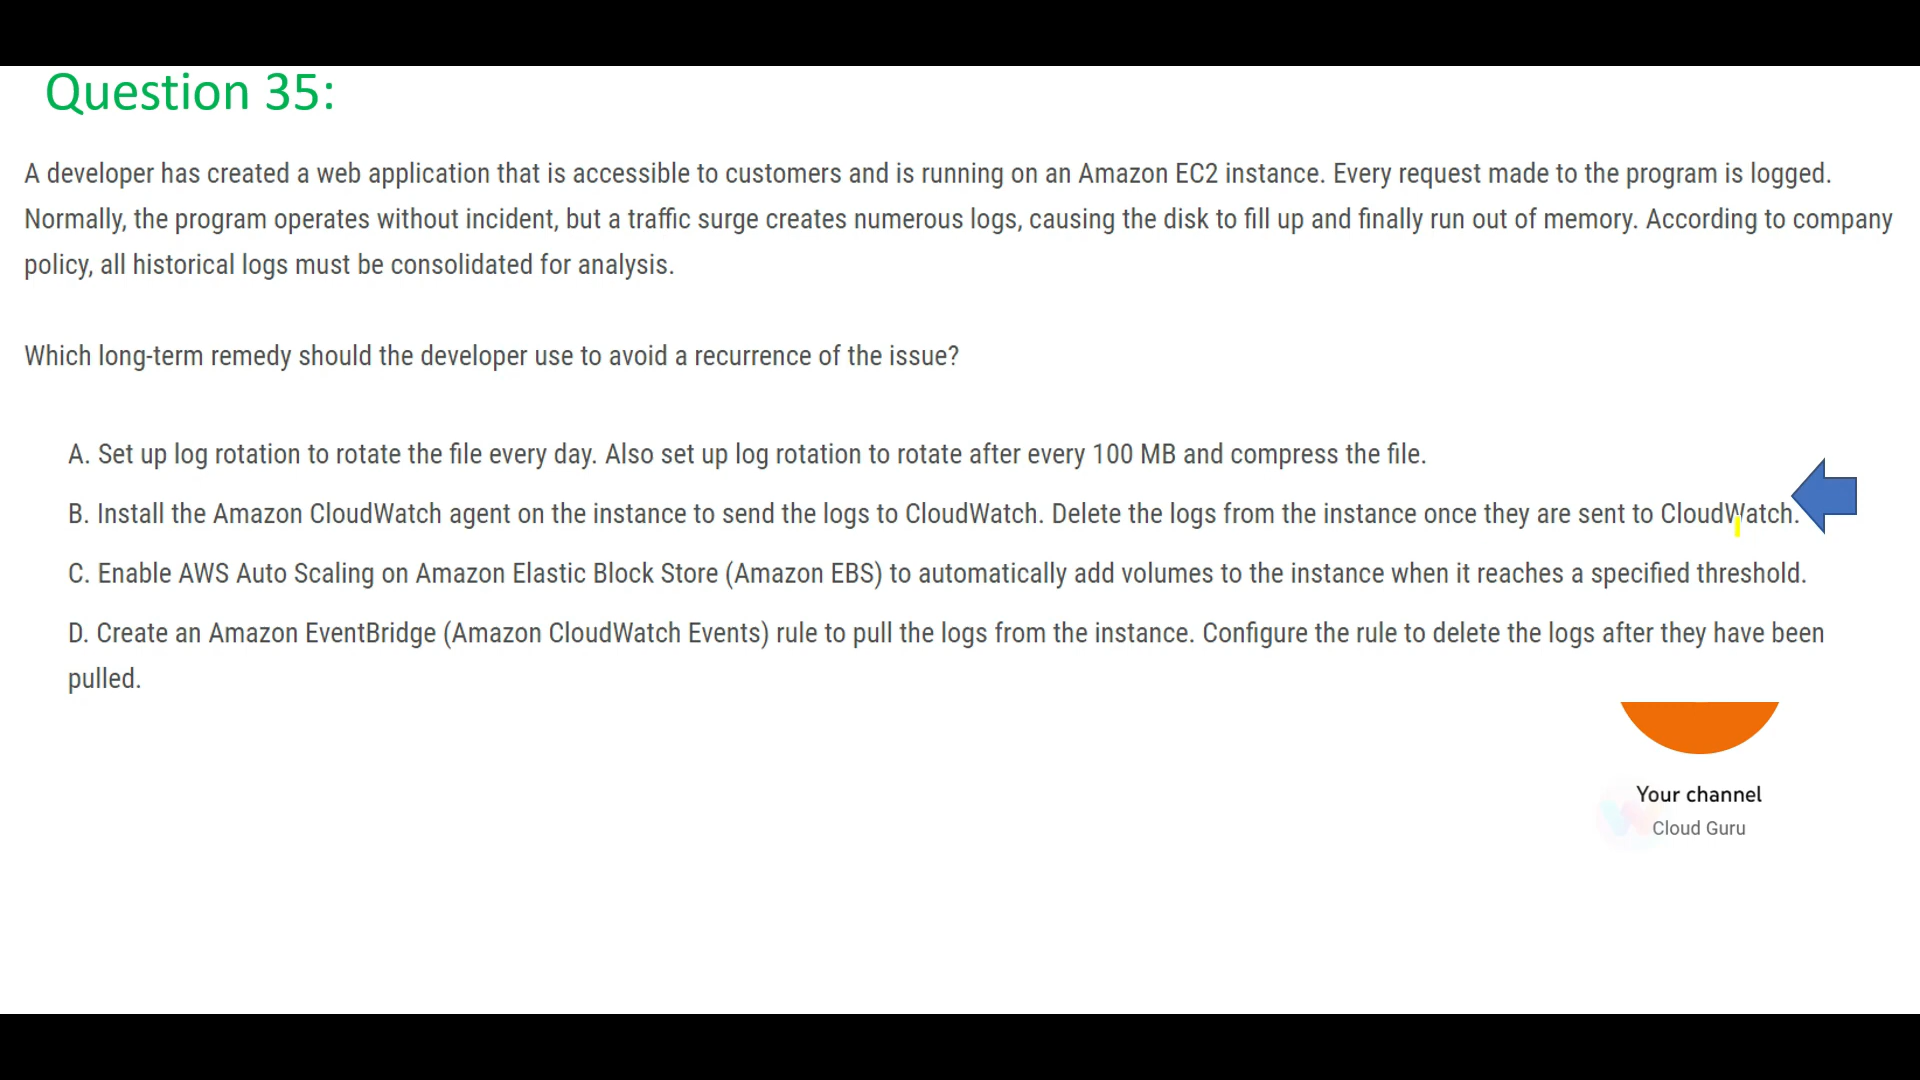 Question 35:
A developer has created a web application that is accessible to customers and is running on an Amazon EC2 instance. Every request made to the program is logged.
Normally, the program operates without incident, but a traffic surge creates numerous logs, causing the disk to fill up and finally run out of memory. According to company
policy, all historical logs must be consolidated for analysis.
Which long-term remedy should the developer use to avoid a recurrence of the issue?
A. Set up log rotation to rotate the file every day. Also set up log rotation to rotate after every 100 MB and compress the file.
B. Install the Amazon CloudWatch agent on the instance to send the logs to CloudWatch. Delete the logs from the instance once they are sent to CloudWatch.
C. Enable AWS Auto Scaling on Amazon Elastic Block Store (Amazon EBS) to automatically add volumes to the instance when it reaches a specified threshold.
D. Create an Amazon EventBridge (Amazon CloudWatch Events) rule to pull the logs from the instance. Configure the rule to delete the logs after they have been
pulled.
Your channel
Cloud Guru